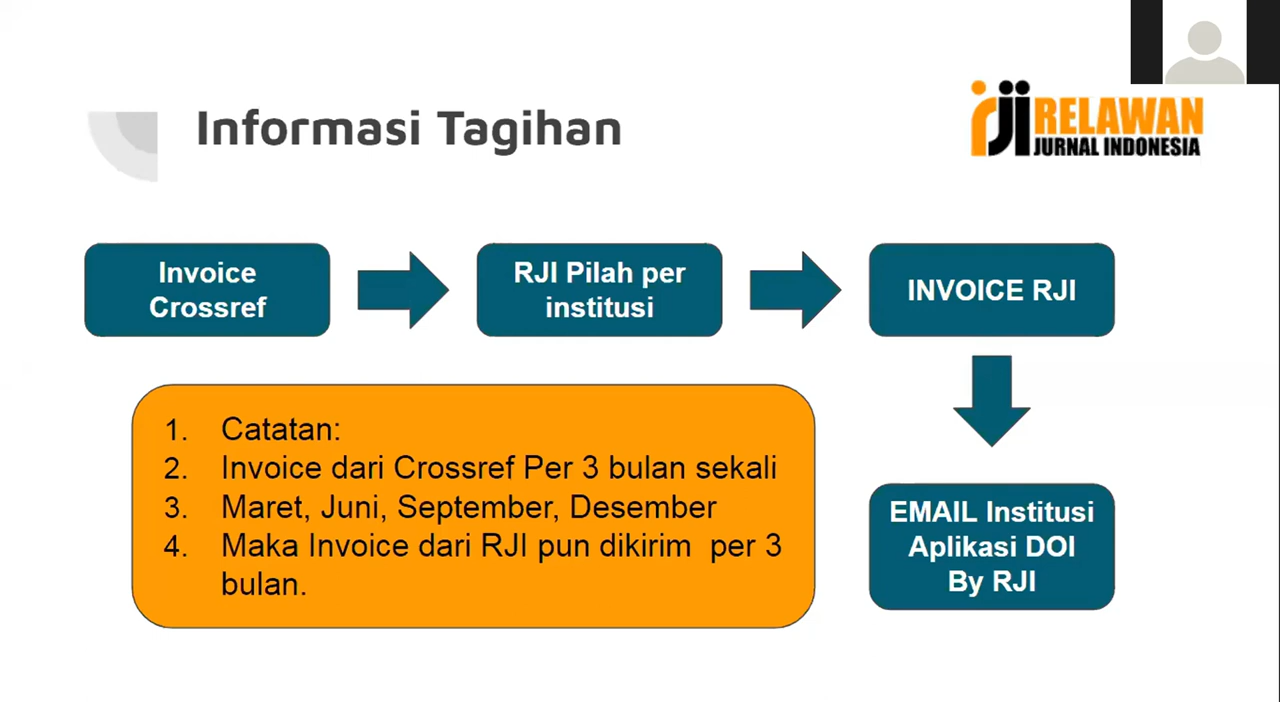 Informasi Tagihan
RELAWAN
JURNAL INDONESIA
Invoice
Crossref
RJI Pilah per
institusi
INVOICE RJI
1. Catatan:
2. Invoice dari Crossref Per 3 bulan sekali
3. Maret, Juni, September, Desember
4. Maka Invoice dari RJI pun dikirim  per 3
bulan.
EMAIL Institusi
Aplikasi DOI
By RJI